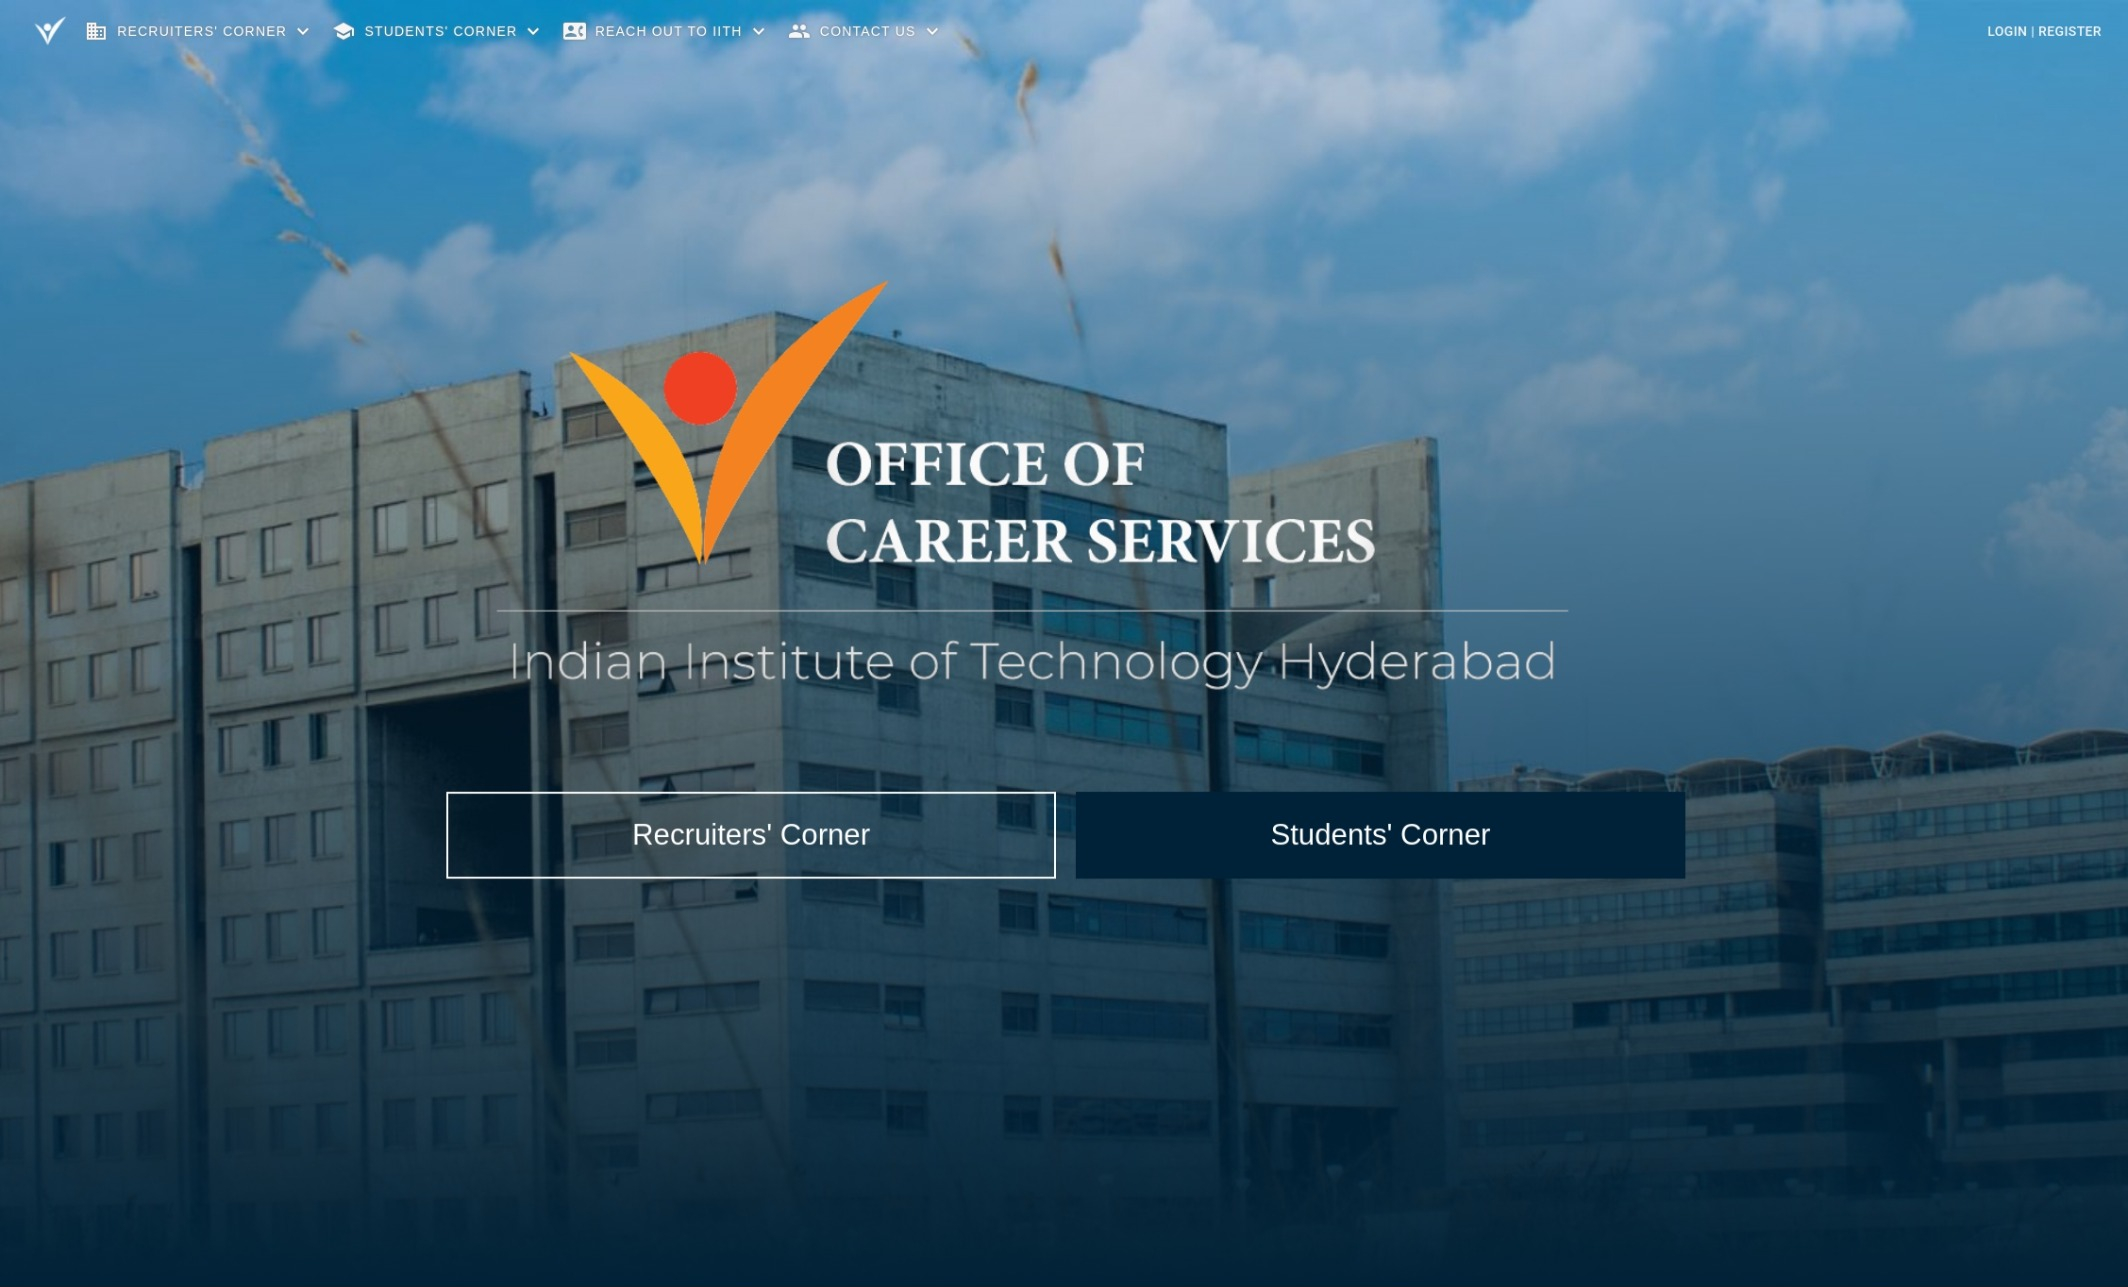 RECRUITERS' CORNER
STUDENTS' CORNER
REACH OUT TO IITH
CONTACT US
LOGIN | REGISTER
OFFICE OF
CAREER SERVICES
Indian Institute of Technology Hyderabad
Recruiters' Corner
Students' Corner